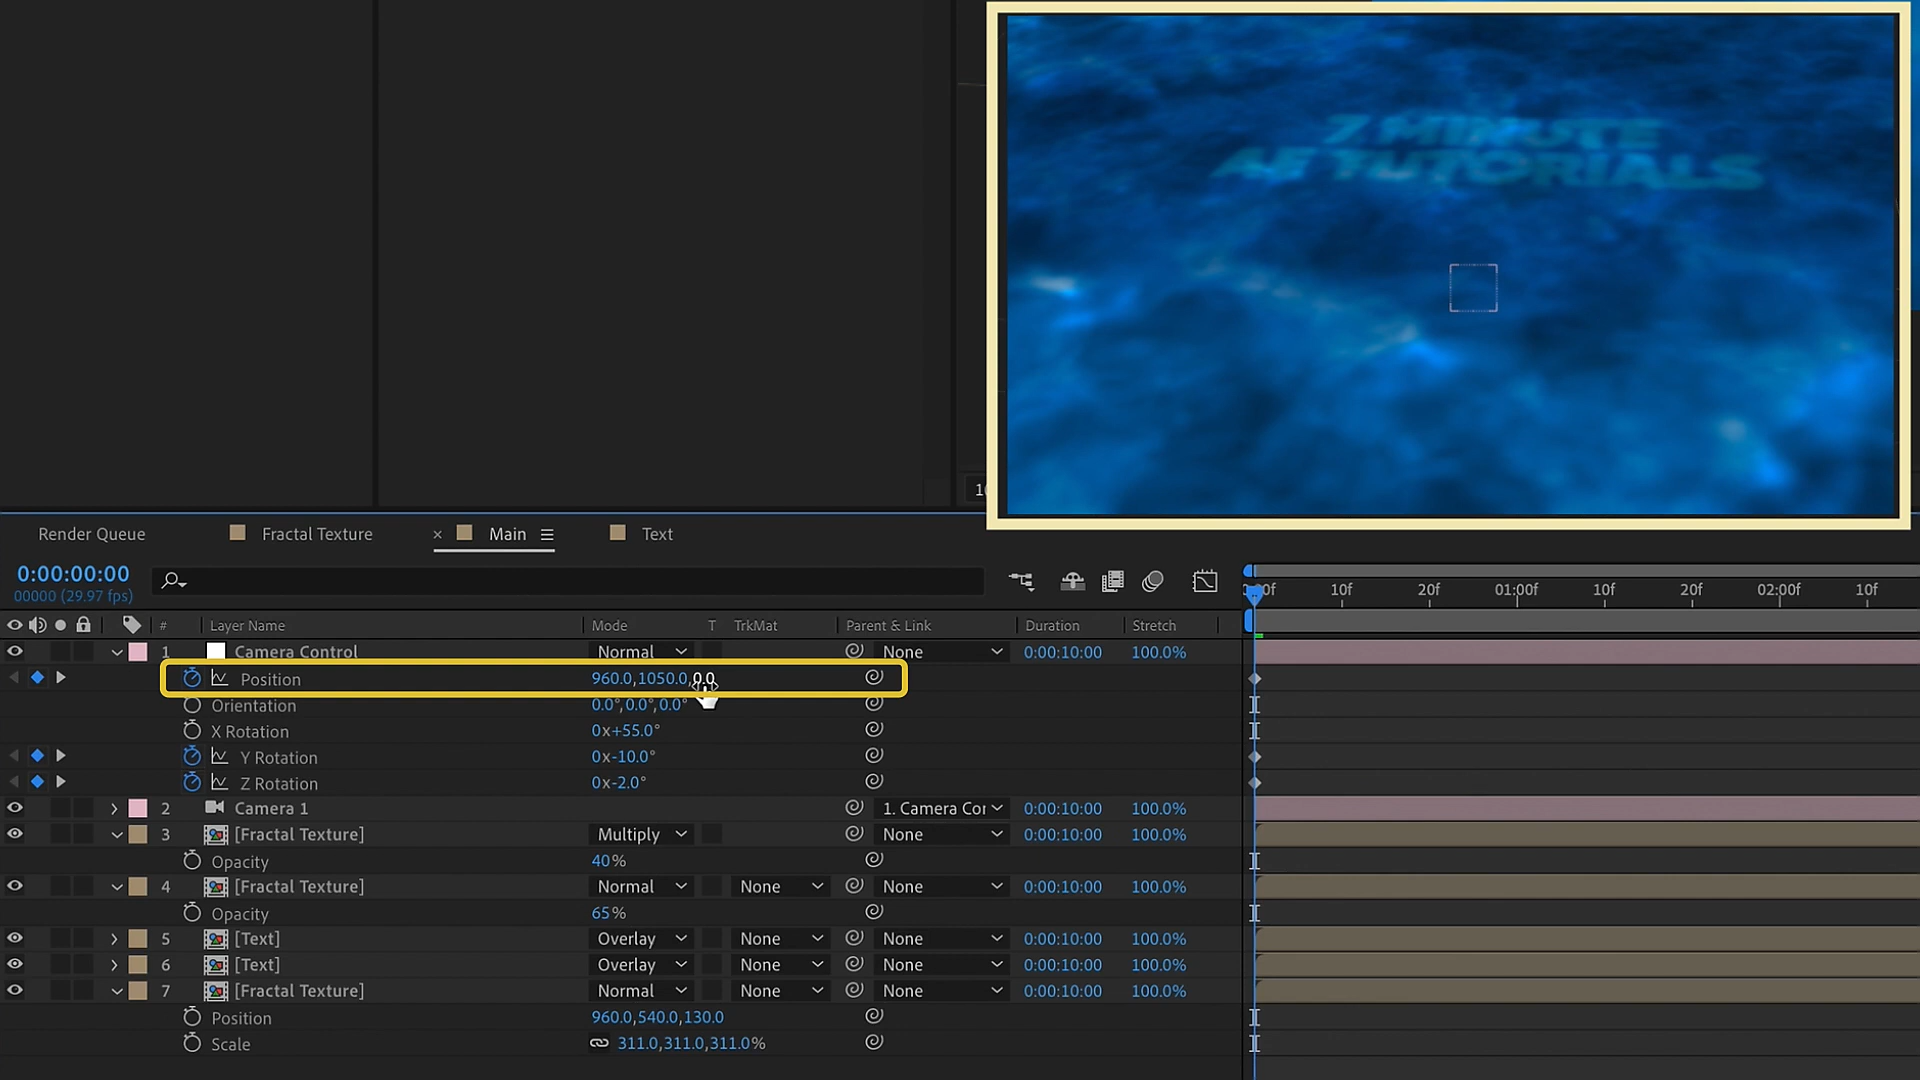 7 MINUTE
AE TUTORIALS
Render Queue Fractal Texture × Main Text
0:00:00:00
00000 (29.97 fps)
10f 20f 01:00f 10f 20f 02:00f 10f
# Layer Name Mode T TrkMat Parent & Link Duration Stretch
1 Camera Control Normal None 0:00:10:00 100.0%
Position 960.0,1050.0,0.0
Orientation 0.0°,0.0°,0.0°
X Rotation 0x+55.0°
Y Rotation 0x-10.0°
Z Rotation 0x-2.0°
2 Camera 1 1. Camera Cor 0:00:10:00 100.0%
3 [Fractal Texture] Multiply None 0:00:10:00 100.0%
Opacity 40%
4 [Fractal Texture] Normal None None 0:00:10:00 100.0%
Opacity 65%
5 [Text] Overlay None None 0:00:10:00 100.0%
6 [Text] Overlay None None 0:00:10:00 100.0%
7 [Fractal Texture] Normal None None 0:00:10:00 100.0%
Position 960.0,540.0,130.0
Scale 311.0,311.0,311.0%